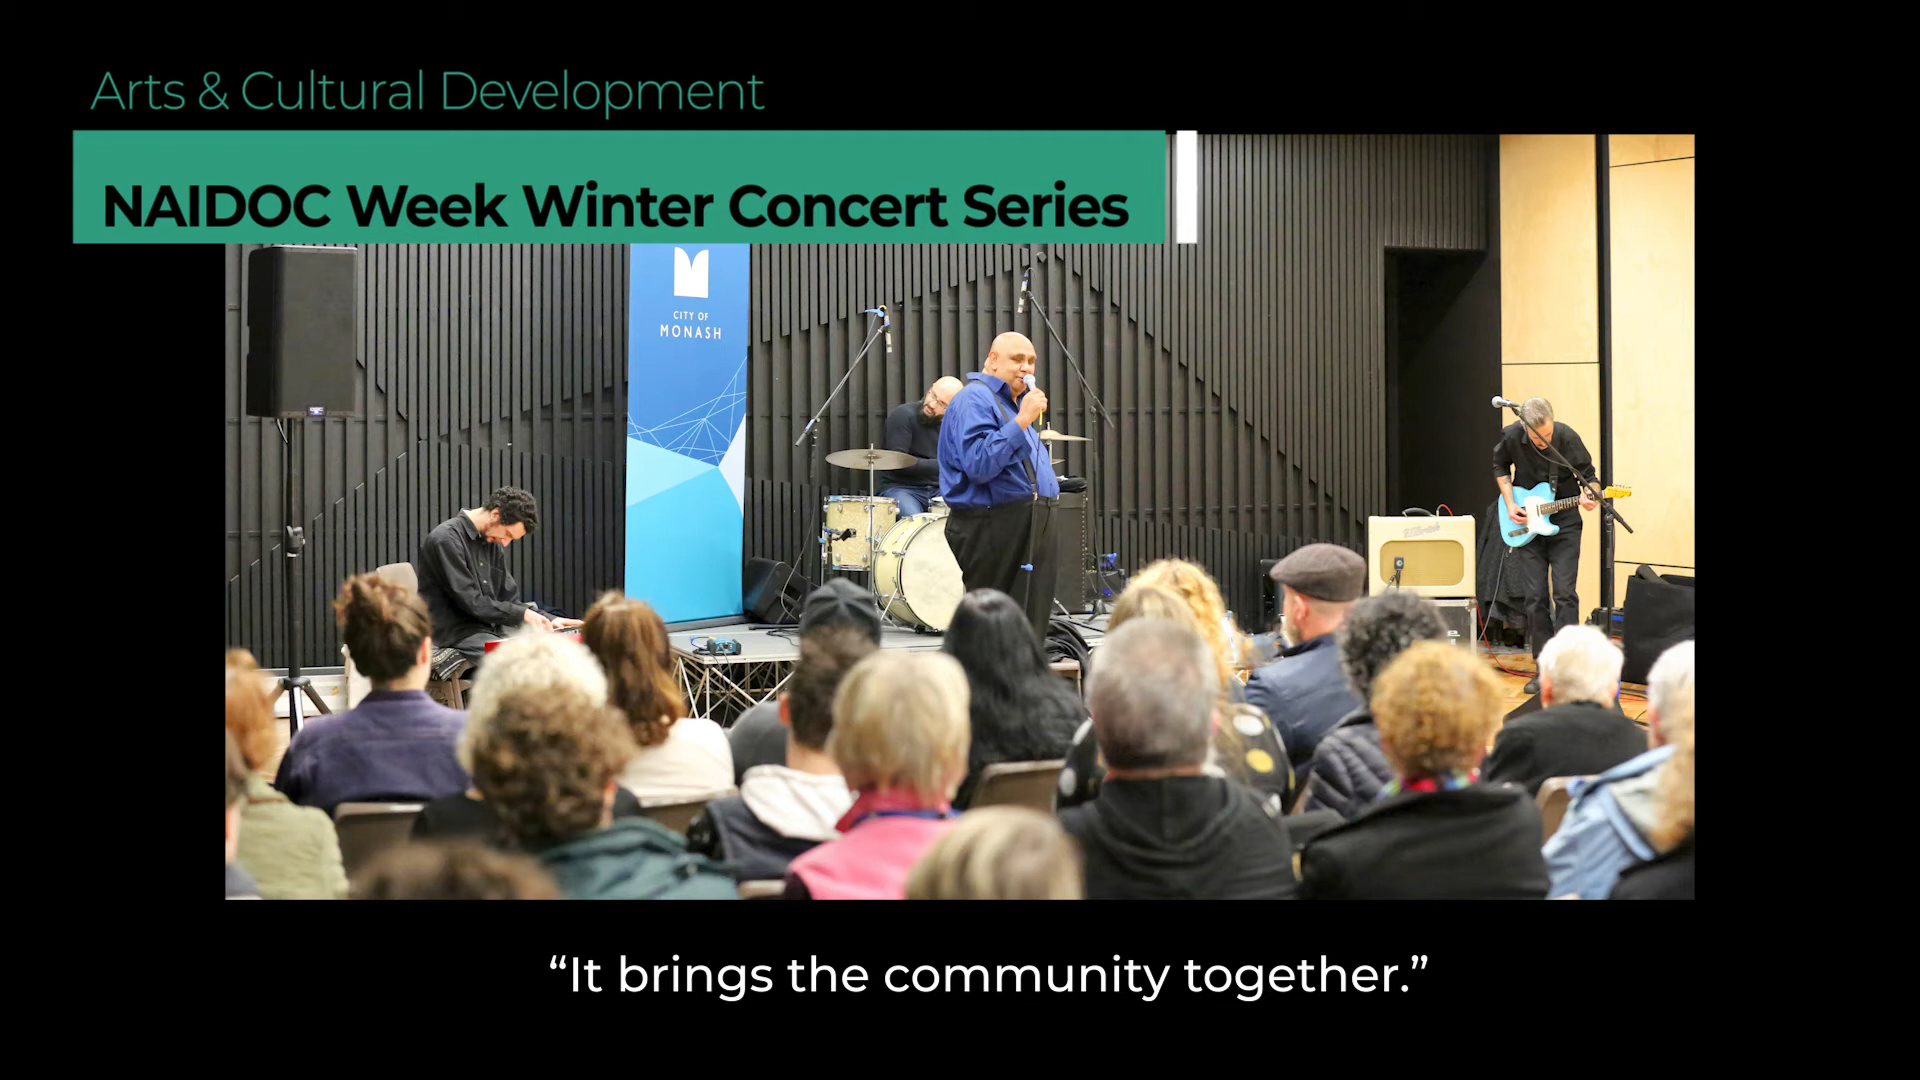 Arts & Cultural Development
NAIDOC Week Winter Concert Series
CITY OF
MONASH
“It brings the community together.”